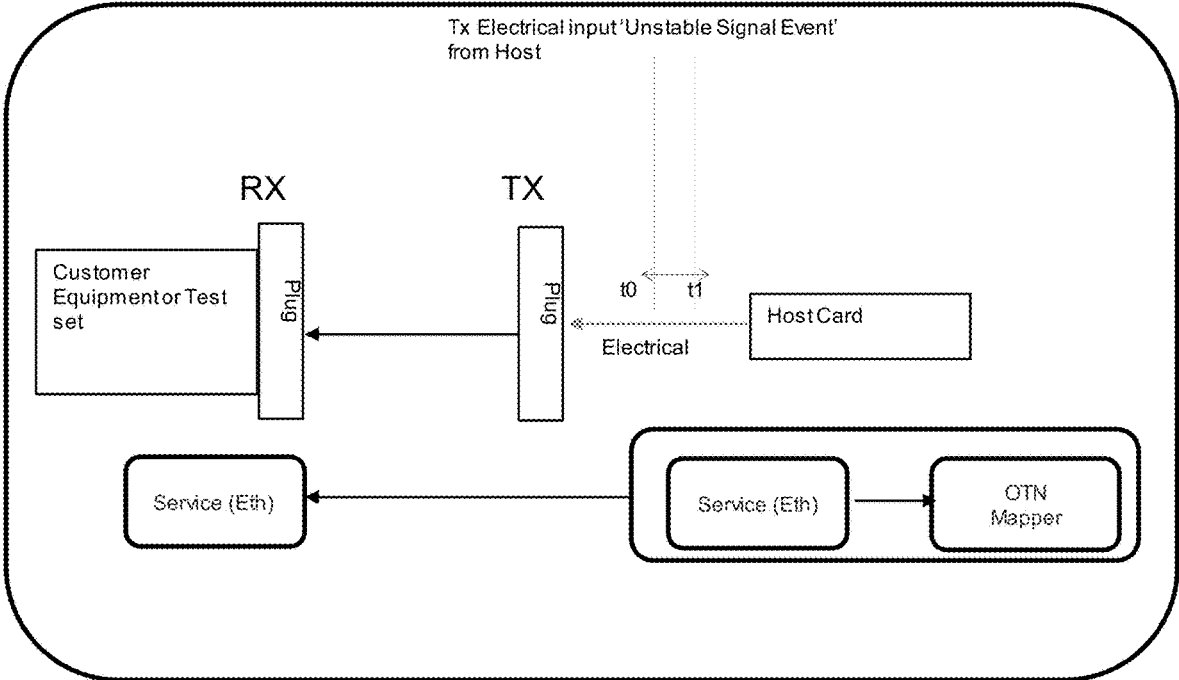 Tx Electrical input 'Unstable Signal Event'
from Host
RX
TX
Customer
Equipment or Test
set
Plug
Plug
t0
t1
Host Card
Electrical
Service (Eth)
Service (Eth)
OTN
Mapper